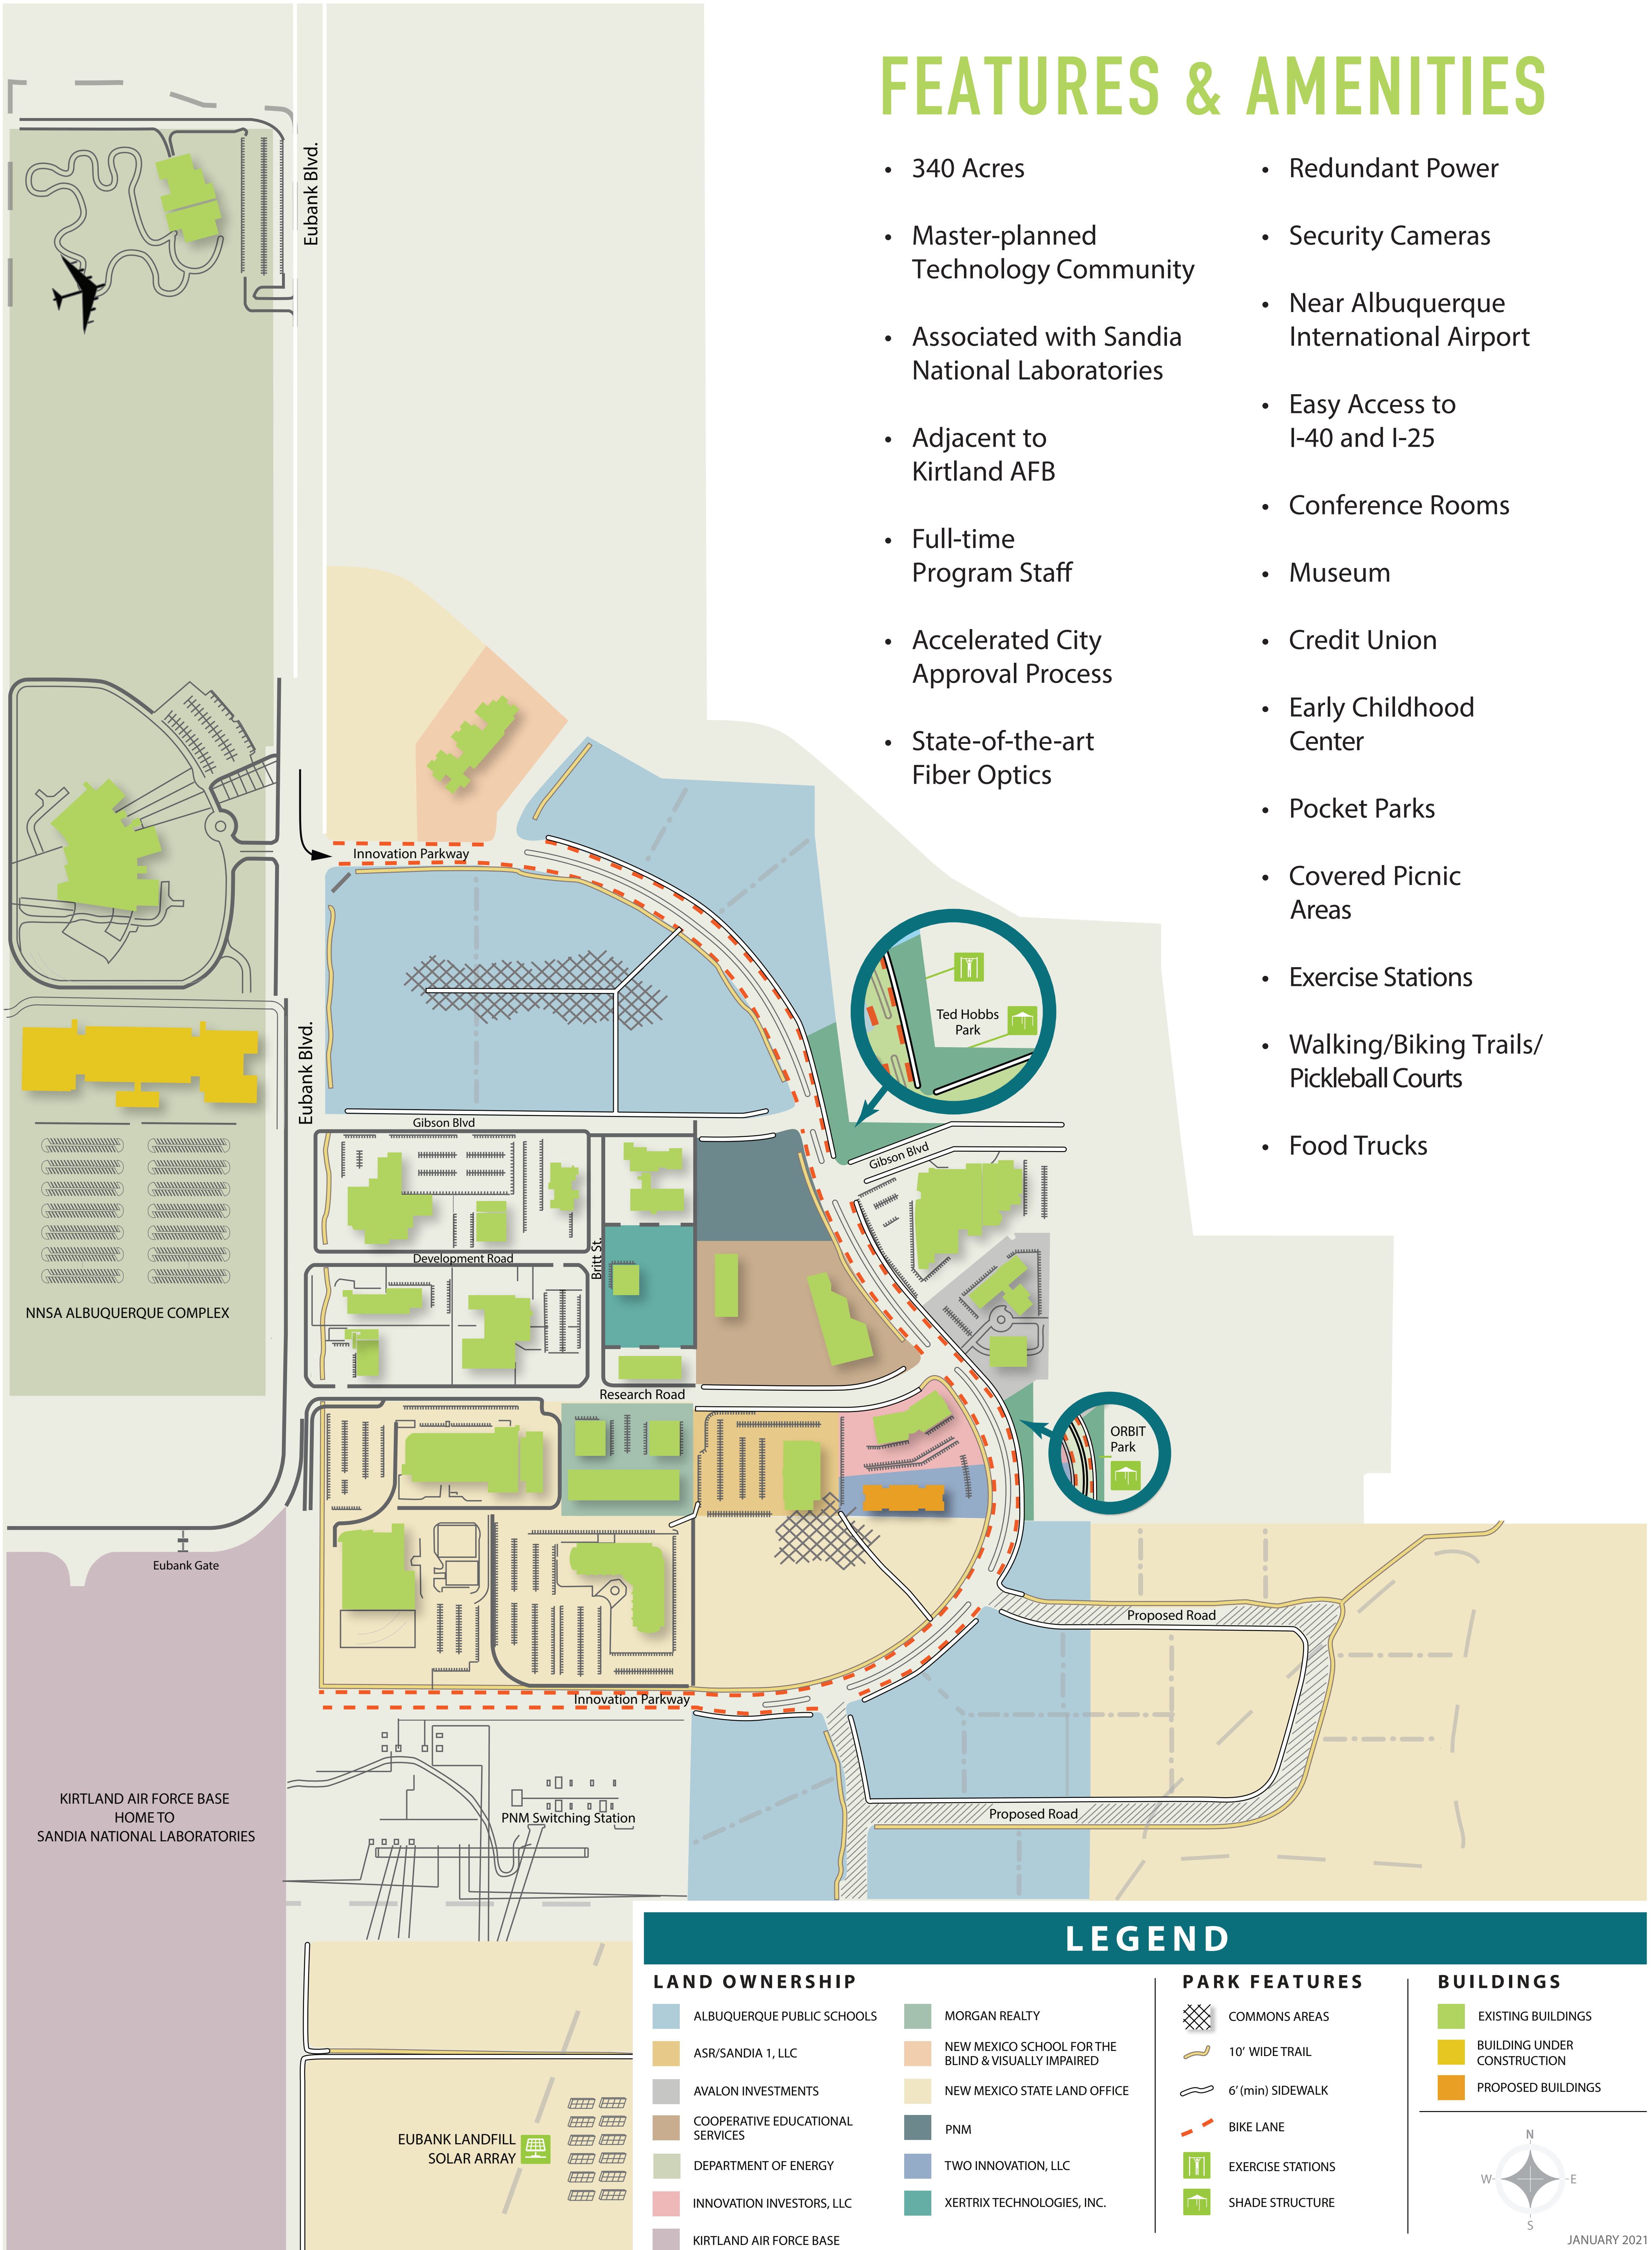 FEATURES & AMENITIES
• 340 Acres
• Master-planned
Technology Community
• Associated with Sandia
National Laboratories
• Adjacent to
Kirtland AFB
• Full-time
Program Staff
• Accelerated City
Approval Process
• State-of-the-art
Fiber Optics
• Redundant Power
• Security Cameras
• Near Albuquerque
International Airport
• Easy Access to
I-40 and I-25
• Conference Rooms
• Museum
• Credit Union
• Early Childhood
Center
• Pocket Parks
• Covered Picnic
Areas
• Exercise Stations
• Walking/Biking Trails/
Pickleball Courts
• Food Trucks
Eubank Blvd.
Innovation Parkway
Ted Hobbs
Park
Eubank Blvd.
Gibson Blvd
Gibson Blvd
Development Road
Britt St.
NNSA ALBUQUERQUE COMPLEX
Research Road
ORBIT
Park
Eubank Gate
Proposed Road
Innovation Parkway
KIRTLAND AIR FORCE BASE
HOME TO
SANDIA NATIONAL LABORATORIES
PNM Switching Station
Proposed Road
EUBANK LANDFILL
SOLAR ARRAY
LEGEND
LAND OWNERSHIP
ALBUQUERQUE PUBLIC SCHOOLS
ASR/SANDIA 1, LLC
AVALON INVESTMENTS
COOPERATIVE EDUCATIONAL
SERVICES
DEPARTMENT OF ENERGY
INNOVATION INVESTORS, LLC
KIRTLAND AIR FORCE BASE
MORGAN REALTY
NEW MEXICO SCHOOL FOR THE
BLIND & VISUALLY IMPAIRED
NEW MEXICO STATE LAND OFFICE
PNM
TWO INNOVATION, LLC
XERTRIX TECHNOLOGIES, INC.
PARK FEATURES
COMMONS AREAS
10' WIDE TRAIL
6' (min) SIDEWALK
BIKE LANE
EXERCISE STATIONS
SHADE STRUCTURE
BUILDINGS
EXISTING BUILDINGS
BUILDING UNDER
CONSTRUCTION
PROPOSED BUILDINGS
N
W
E
S
JANUARY 2021